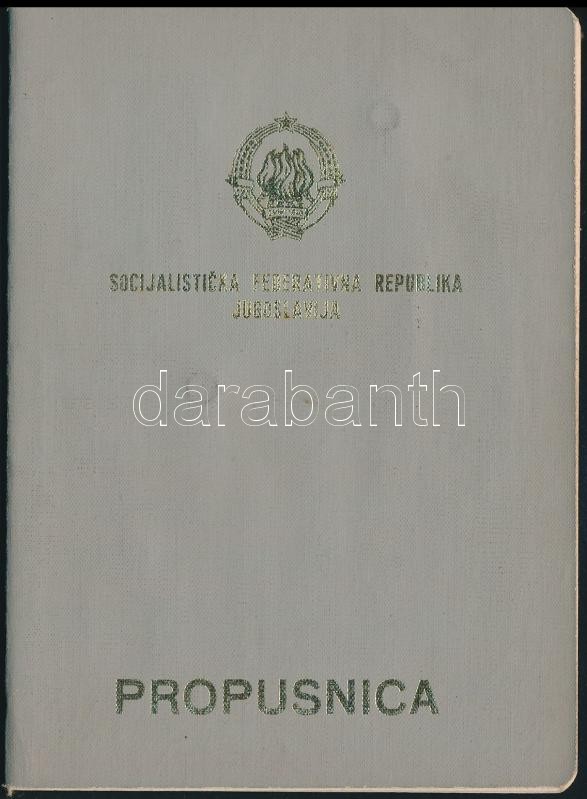 SOCIJALISTIČKA FEDERATIVNA REPUBLIKA
JUGOSLAVIJA
darabanth
PROPUSNICA